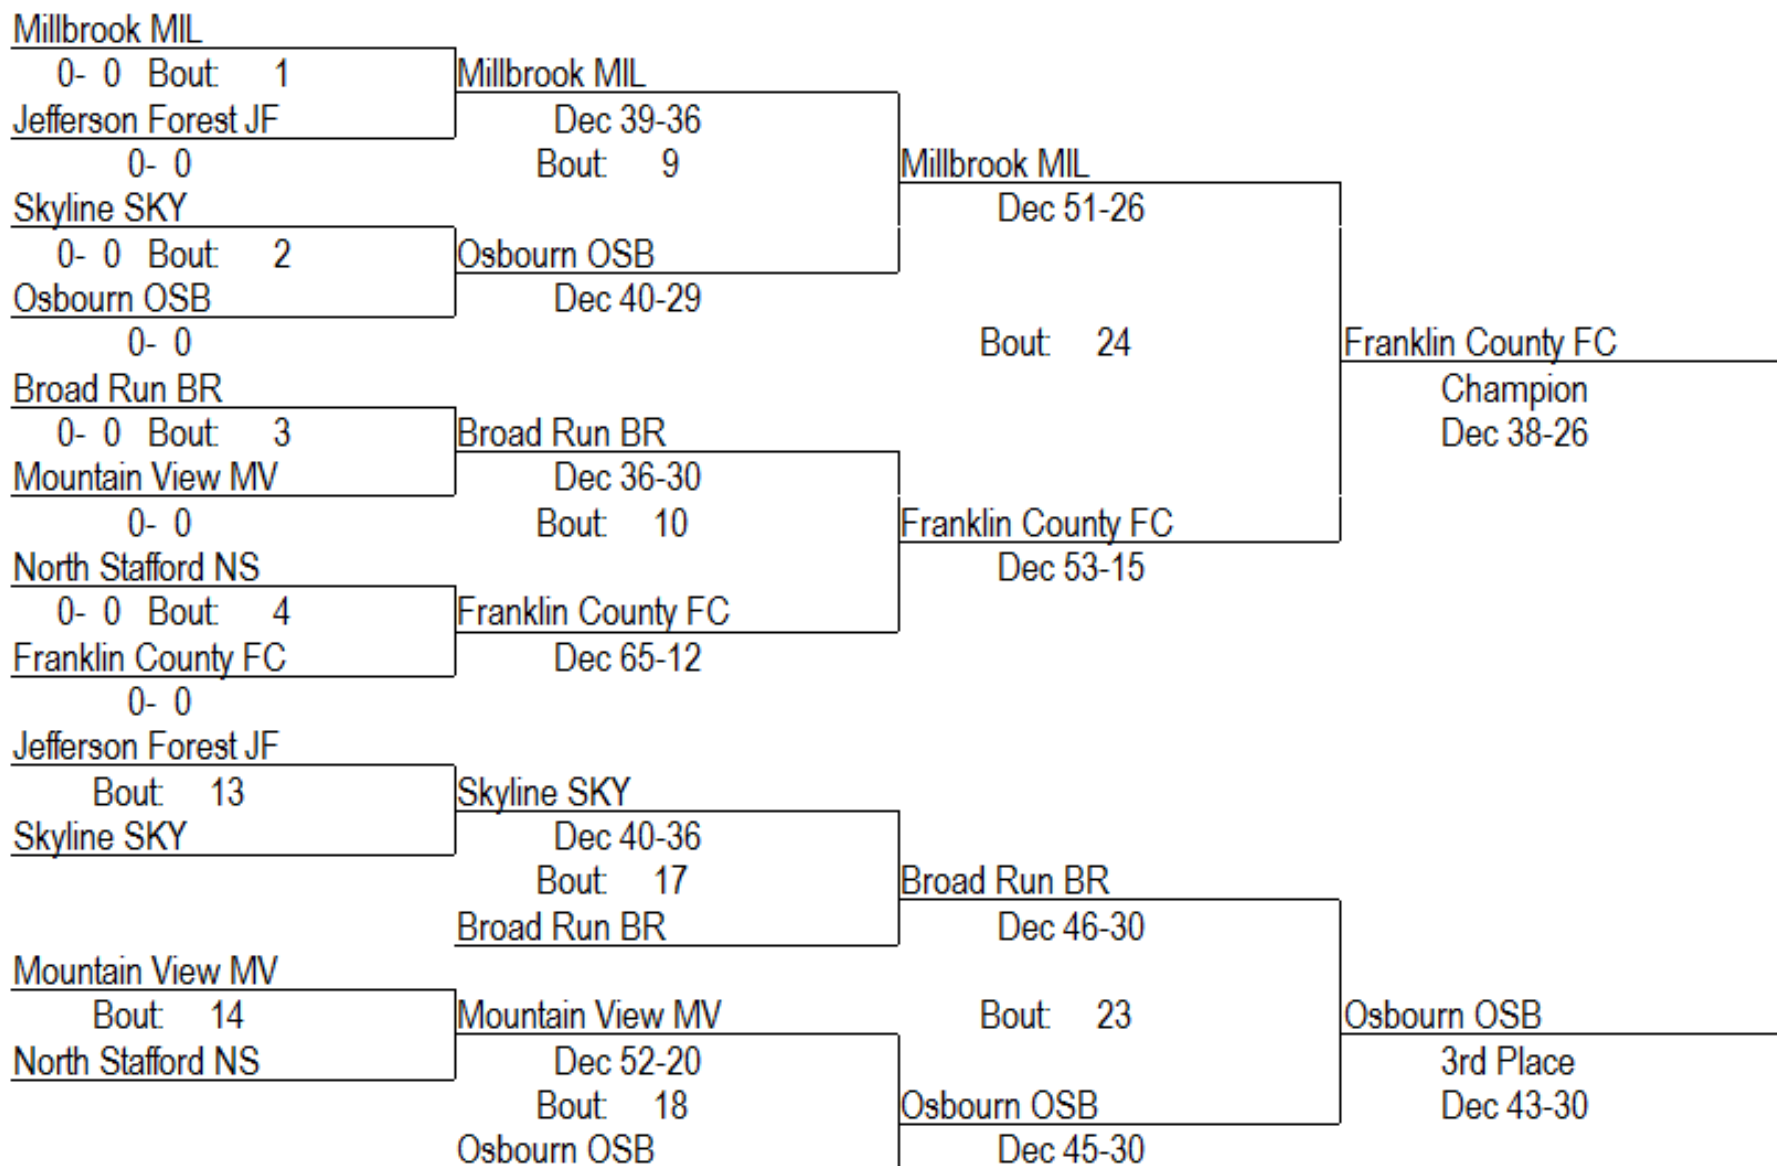 Millbrook MIL
0- 0 Bout: 1 Millbrook MIL
Jefferson Forest JF Dec 39-36
0- 0 Bout: 9 Millbrook MIL
Skyline SKY Dec 51-26
0- 0 Bout: 2 Osbourn OSB
Osbourn OSB Dec 40-29
0- 0 Bout: 24 Franklin County FC
Broad Run BR Champion
0- 0 Bout: 3 Broad Run BR Dec 38-26
Mountain View MV Dec 36-30
0- 0 Bout: 10 Franklin County FC
North Stafford NS Dec 53-15
0- 0 Bout: 4 Franklin County FC
Franklin County FC Dec 65-12
0- 0
Jefferson Forest JF
Bout: 13 Skyline SKY
Skyline SKY Dec 40-36
Bout: 17 Broad Run BR
Broad Run BR Dec 46-30
Mountain View MV
Bout: 14 Mountain View MV Bout: 23 Osbourn OSB
North Stafford NS Dec 52-20 3rd Place
Bout: 18 Osbourn OSB Dec 43-30
Osbourn OSB Dec 45-30